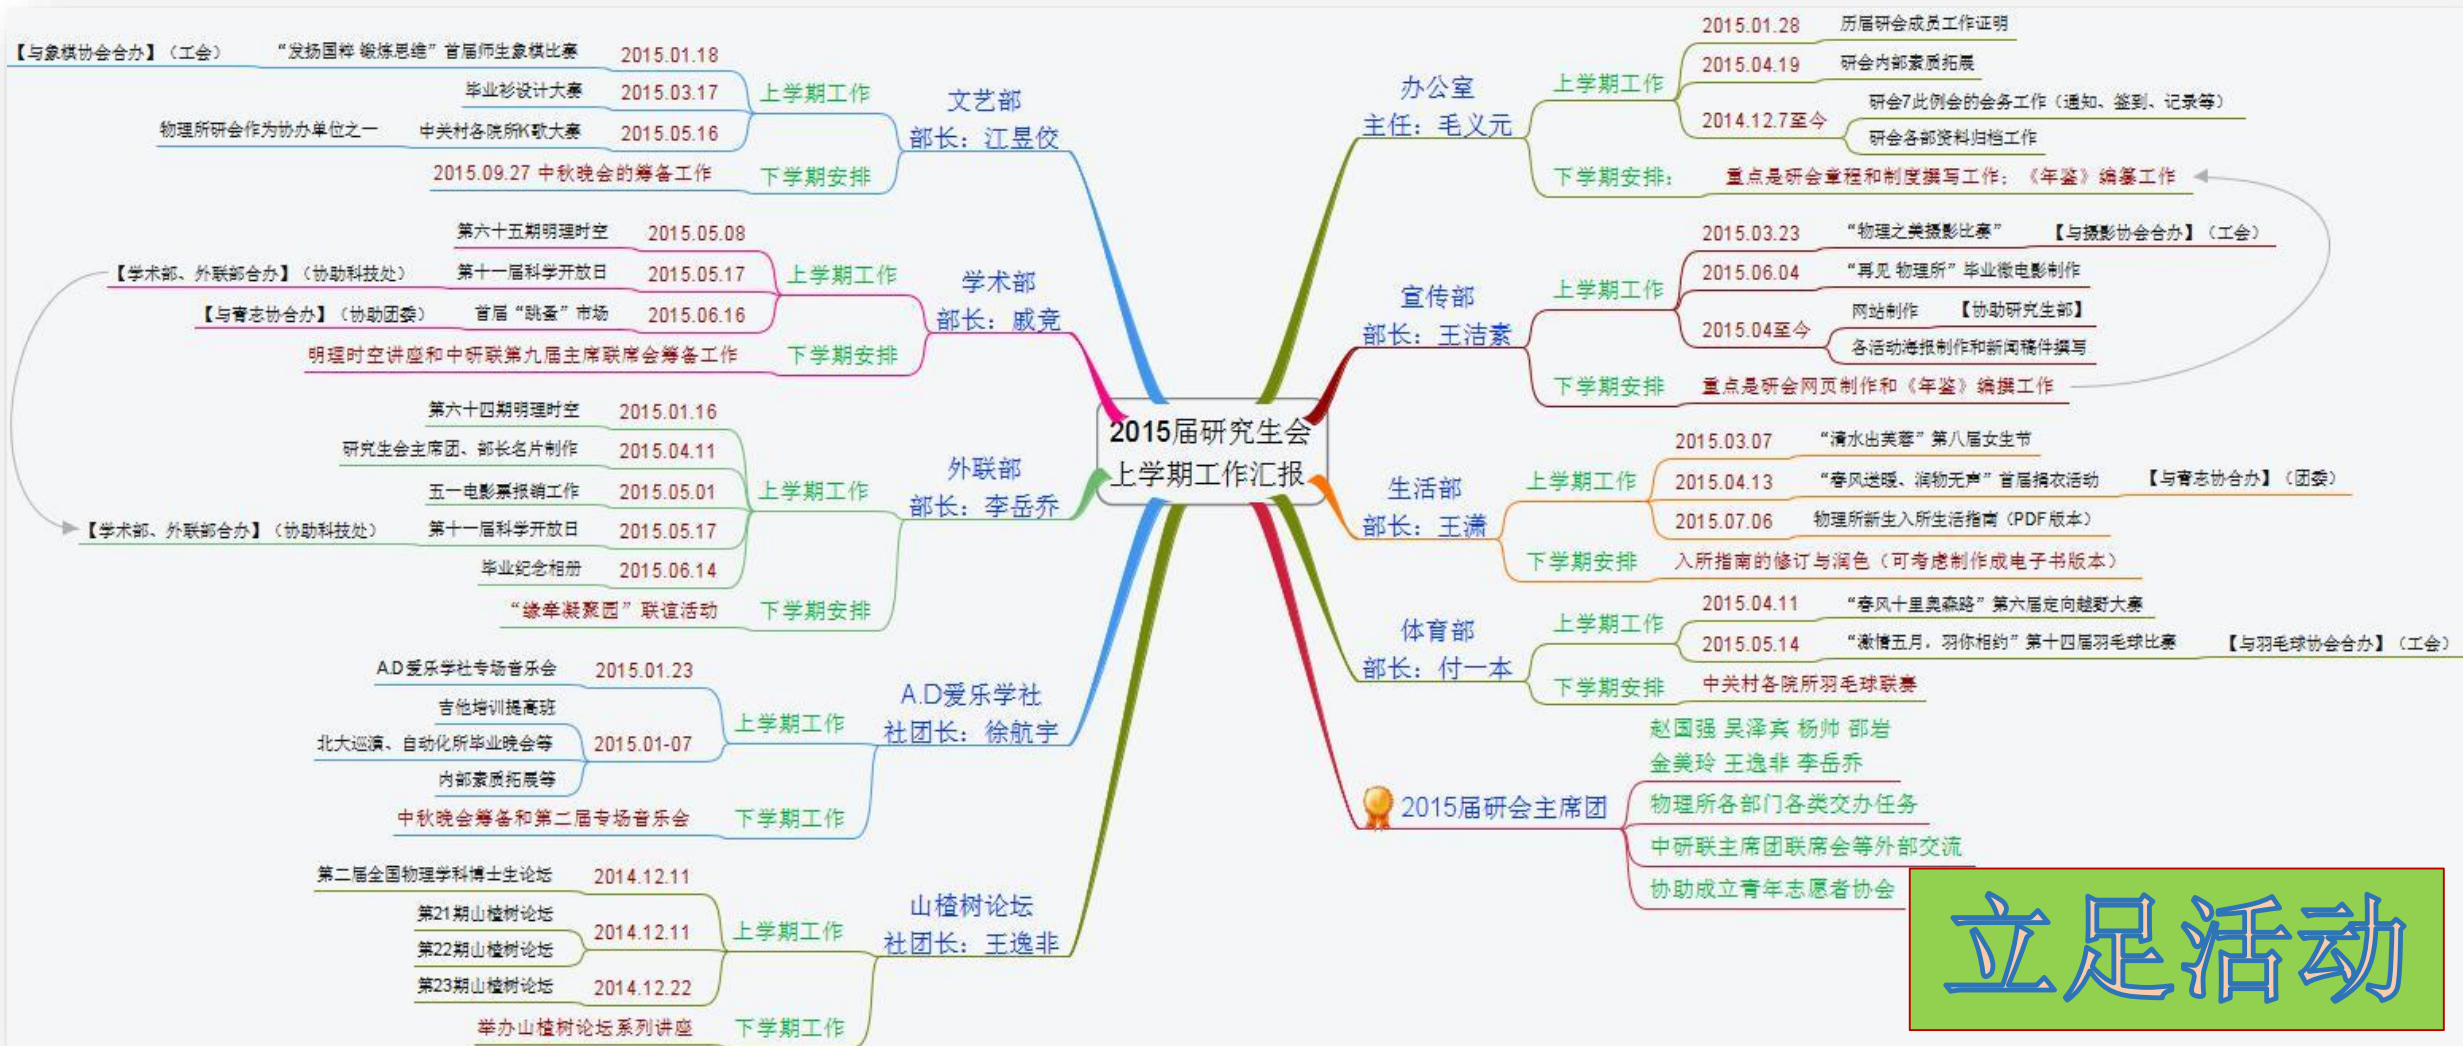 2015届研究生会
上学期工作汇报
文艺部
部长：江昱佼
上学期工作
2015.01.18 “发扬国粹 锻炼思维”首届师生象棋比赛 【与象棋协会合办】（工会）
2015.03.17 毕业衫设计大赛
2015.05.16 中关村各院所K歌大赛 物理所研会作为协办单位之一
下学期安排
2015.09.27 中秋晚会的筹备工作
学术部
部长：戚竞
上学期工作
2015.05.08 第六十五期明理时空
2015.05.17 第十一届科学开放日 【学术部、外联部合办】（协助科技处）
2015.06.16 首届“跳蚤”市场 【与青志协合办】（协助团委）
下学期安排
明理时空讲座和中研联第九届主席联席会筹备工作
外联部
部长：李岳乔
上学期工作
2015.01.16 第六十四期明理时空
2015.04.11 研究生会主席团、部长名片制作
2015.05.01 五一电影票报销工作
2015.05.17 第十一届科学开放日 【学术部、外联部合办】（协助科技处）
2015.06.14 毕业纪念相册
下学期安排
“缘牵凝聚园”联谊活动
A.D爱乐学社
社团长：徐航宇
上学期工作
2015.01.23 A.D爱乐学社专场音乐会
2015.01-07
吉他培训提高班
北大巡演、自动化所毕业晚会等
内部素质拓展等
下学期工作
中秋晚会筹备和第二届专场音乐会
山楂树论坛
社团长：王逸非
上学期工作
2014.12.11 第二届全国物理学科博士生论坛
2014.12.11
第21期山楂树论坛
第22期山楂树论坛
2014.12.22 第23期山楂树论坛
下学期工作
举办山楂树论坛系列讲座
办公室
主任：毛义元
上学期工作
2015.01.28 历届研会成员工作证明
2015.04.19 研会内部素质拓展
2014.12.7至今
研会7此例会的会务工作（通知、签到、记录等）
研会各部资料归档工作
下学期安排：
重点是研会章程和制度撰写工作；《年鉴》编纂工作
宣传部
部长：王洁素
上学期工作
2015.03.23 “物理之美摄影比赛” 【与摄影协会合办】（工会）
2015.06.04 “再见 物理所”毕业微电影制作
2015.04至今
网站制作 【协助研究生部】
各活动海报制作和新闻稿件撰写
下学期安排
重点是研会网页制作和《年鉴》编撰工作
生活部
部长：王潇
上学期工作
2015.03.07 “清水出芙蓉”第八届女生节
2015.04.13 “春风送暖、润物无声”首届捐衣活动 【与青志协合办】（团委）
2015.07.06 物理所新生入所生活指南（PDF版本）
下学期安排
入所指南的修订与润色（可考虑制作成电子书版本）
体育部
部长：付一本
上学期工作
2015.04.11 “春风十里奥森路”第六届定向越野大赛
2015.05.14 “激情五月，羽你相约”第十四届羽毛球比赛 【与羽毛球协会合办】（工会）
下学期安排
中关村各院所羽毛球联赛
2015届研会主席团
赵国强 吴泽宾 杨帅 邵岩
金美玲 王逸非 李岳乔
物理所各部门各类交办任务
中研联主席团联席会等外部交流
协助成立青年志愿者协会
立足活动